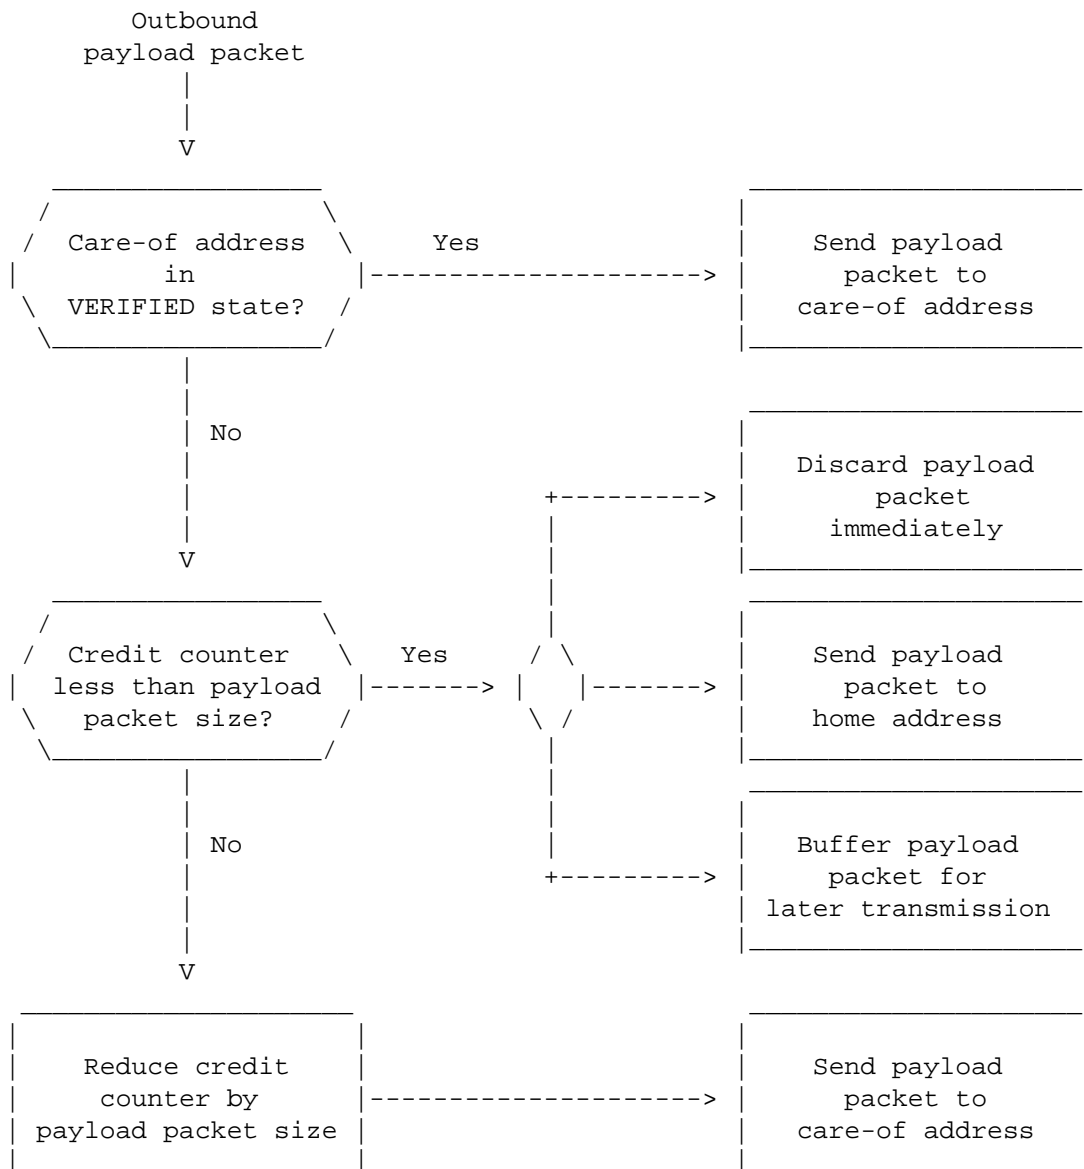 Outbound
payload packet
Care-of address
in
VERIFIED state?
Yes
Send payload
packet to
care-of address
No
Discard payload
packet
immediately
Credit counter
less than payload
packet size?
Yes
Send payload
packet to
home address
No
Buffer payload
packet for
later transmission
Reduce credit
counter by
payload packet size
Send payload
packet to
care-of address